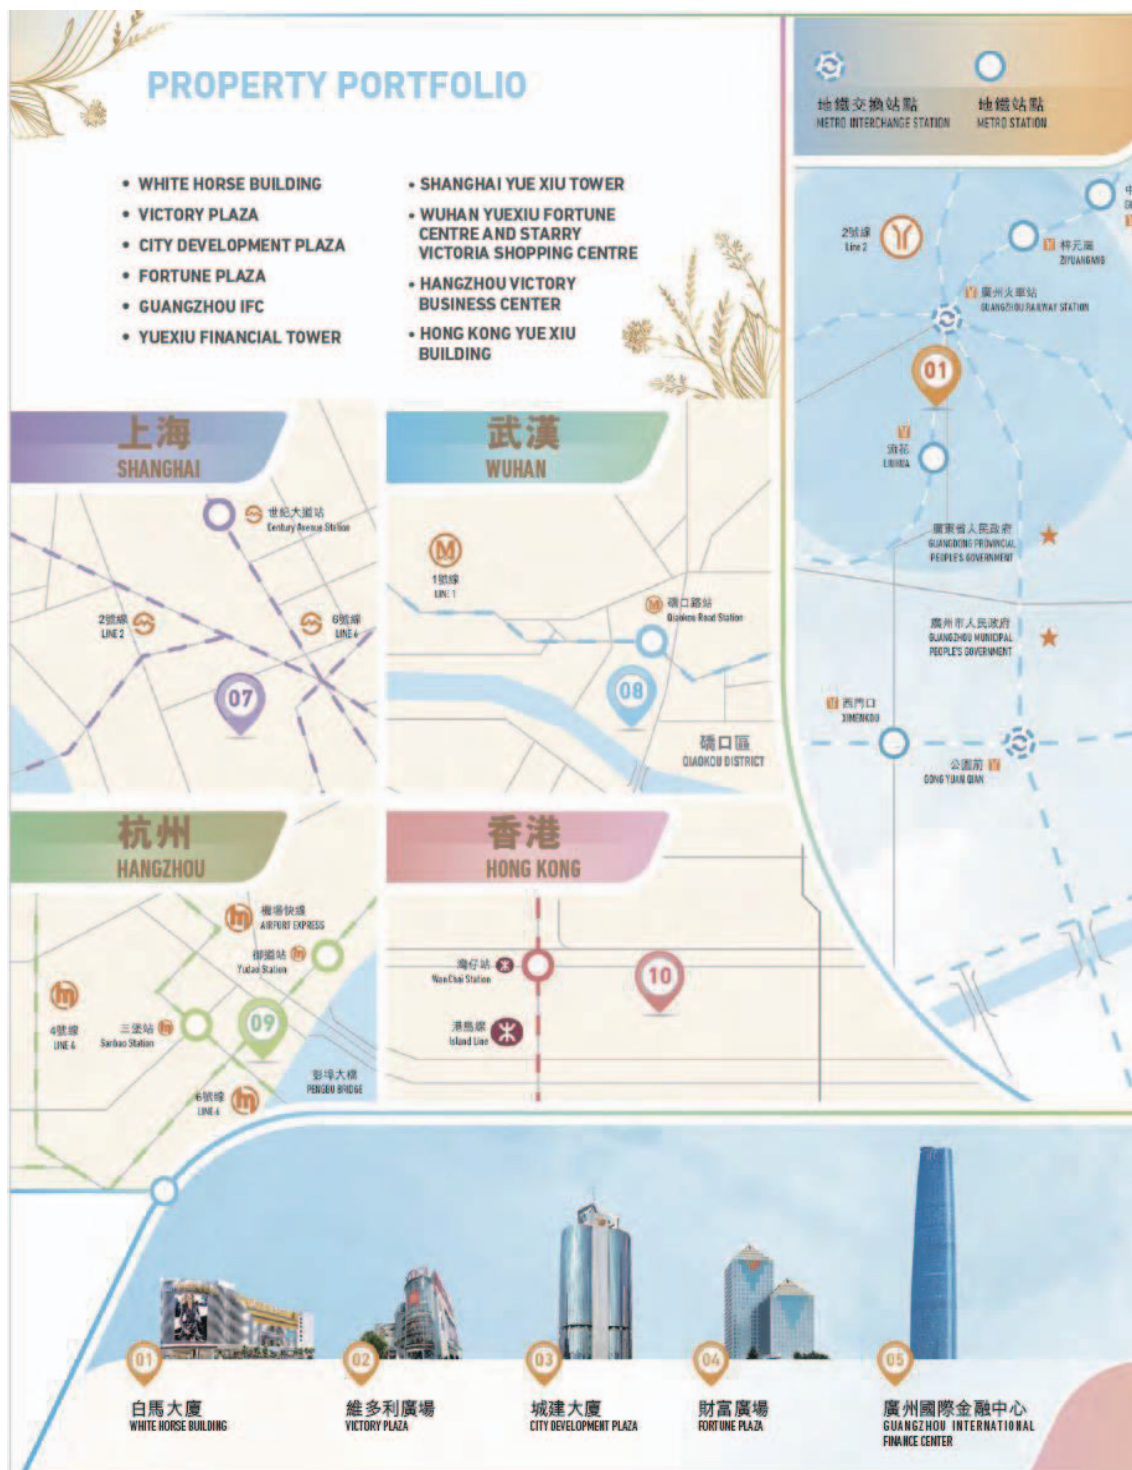 PROPERTY PORTFOLIO
• WHITE HORSE BUILDING
• VICTORY PLAZA
• CITY DEVELOPMENT PLAZA
• FORTUNE PLAZA
• GUANGZHOU IFC
• YUEXIU FINANCIAL TOWER
• SHANGHAI YUE XIU TOWER
• WUHAN YUEXIU FORTUNE
CENTRE AND STARRY
VICTORIA SHOPPING CENTRE
• HANGZHOU VICTORY
BUSINESS CENTER
• HONG KONG YUE XIU
BUILDING
地鐵交換站點
METRO INTERCHANGE STATION
地鐵站點
METRO STATION
2號線
Line 2
梓元崗
ZIYUANGANG
廣州火車站
GUANGZHOU RAILWAY STATION
01
流花
LIUHUA
廣東省人民政府
GUANGDONG PROVINCIAL
PEOPLE'S GOVERNMENT
廣州市人民政府
GUANGZHOU MUNICIPAL
PEOPLE'S GOVERNMENT
西門口
XIMENKOU
公園前
GONG YUAN QIAN
上海
SHANGHAI
世紀大道站
Century Avenue Station
2號線
LINE 2
6號線
LINE 6
07
武漢
WUHAN
1號線
LINE 1
礄口路站
Qiaokou Road Station
08
礄口區
QIAOKOU DISTRICT
杭州
HANGZHOU
機場快線
AIRPORT EXPRESS
御道站
Yudao Station
4號線
LINE 4
三堡站
Sanbao Station
09
6號線
LINE 6
彭埠大橋
PENGBU BRIDGE
香港
HONG KONG
灣仔站
Wan Chai Station
10
港島線
Island Line
01
白馬大廈
WHITE HORSE BUILDING
02
維多利廣場
VICTORY PLAZA
03
城建大廈
CITY DEVELOPMENT PLAZA
04
財富廣場
FORTUNE PLAZA
05
廣州國際金融中心
GUANGZHOU INTERNATIONAL
FINANCE CENTER